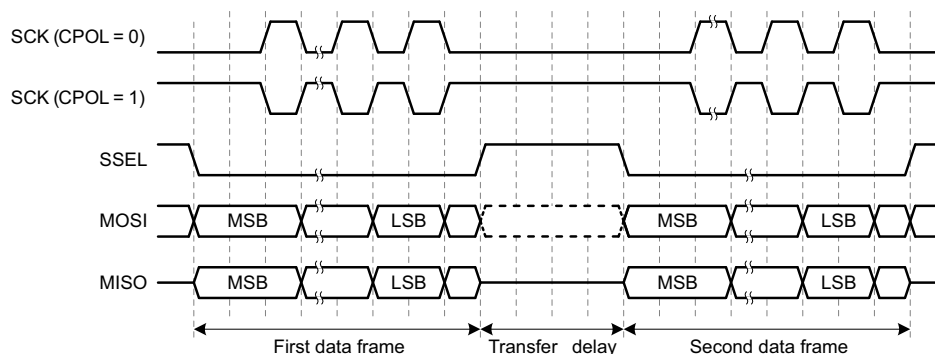 SCK (CPOL = 0)
SCK (CPOL = 1)
SSEL
MOSI
MSB
LSB
MSB
LSB
MISO
MSB
LSB
MSB
LSB
First data frame
Transfer delay
Second data frame